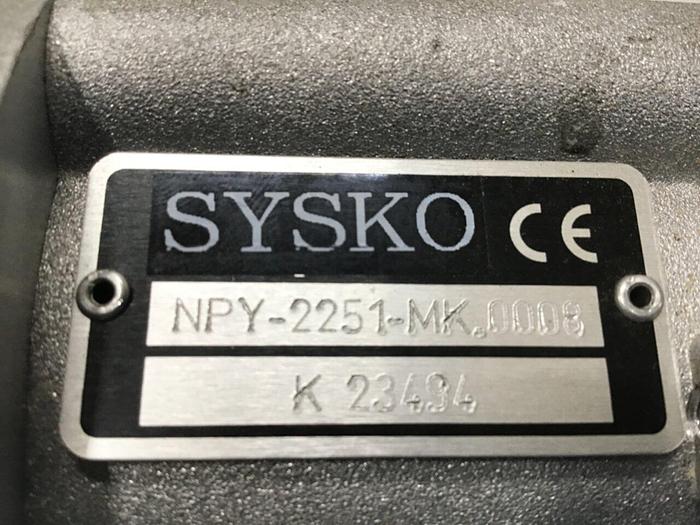 SYSKO CE
NPY-2251-MK.0008
K 23494